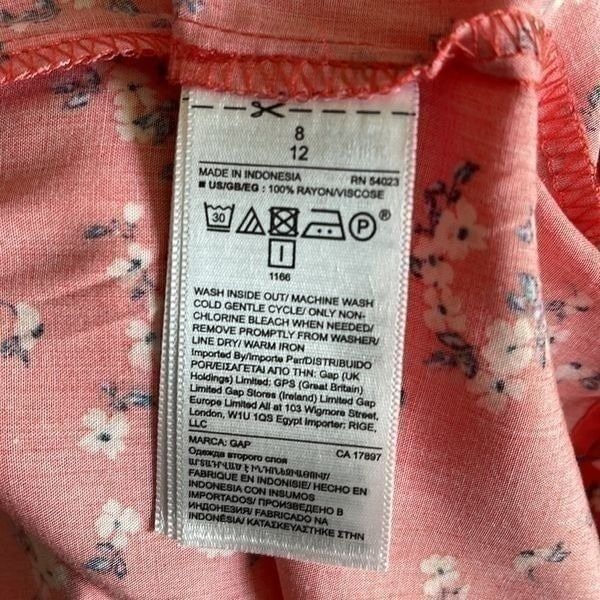 8
12
MADE IN INDONESIA RN 54023
■ US/GB/EG : 100% RAYON/VISCOSE
30 P®
I
1166
WASH INSIDE OUT/ MACHINE WASH
COLD GENTLE CYCLE/ ONLY NON-
CHLORINE BLEACH WHEN NEEDED/
REMOVE PROMPTLY FROM WASHER/
LINE DRY/ WARM IRON
Imported By/Importe Par/DISTRIBUIDO
POR/ΕΙΣΑΓΕΤΑΙ ΑΠΟ ΤΗΝ: Gap (UK
Holdings) Limited: GPS (Great Britain)
Limited Gap Stores (Ireland) Limited Gap
Europe Limited All at 103 Wigmore Street,
London, W1U 1QS Egypt Importer: RIGE,
LLC
MARCA: GAP CA 17897
Одежда второго слоя
ԱՐՏԱԴՐՎԱԾ Է ԻՆԴՈՆԵԶԻԱՅՈՒՄ/
FABRIQUE EN INDONISIE/ HECHO EN
INDONESIA CON INSUMOS
IMPORTADOS/ ПРОИЗВЕДЕНО В
ИНДОНЕЗИИ/ FABRICADO NA
INDONÉSIA/ ΚΑΤΑΣΚΕΥΑΣΤΗΚΕ ΣΤΗΝ